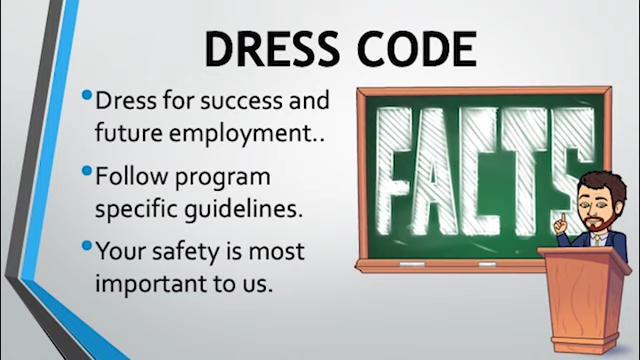 DRESS CODE
•Dress for success and
future employment..
•Follow program
specific guidelines.
•Your safety is most
important to us.
FACTS